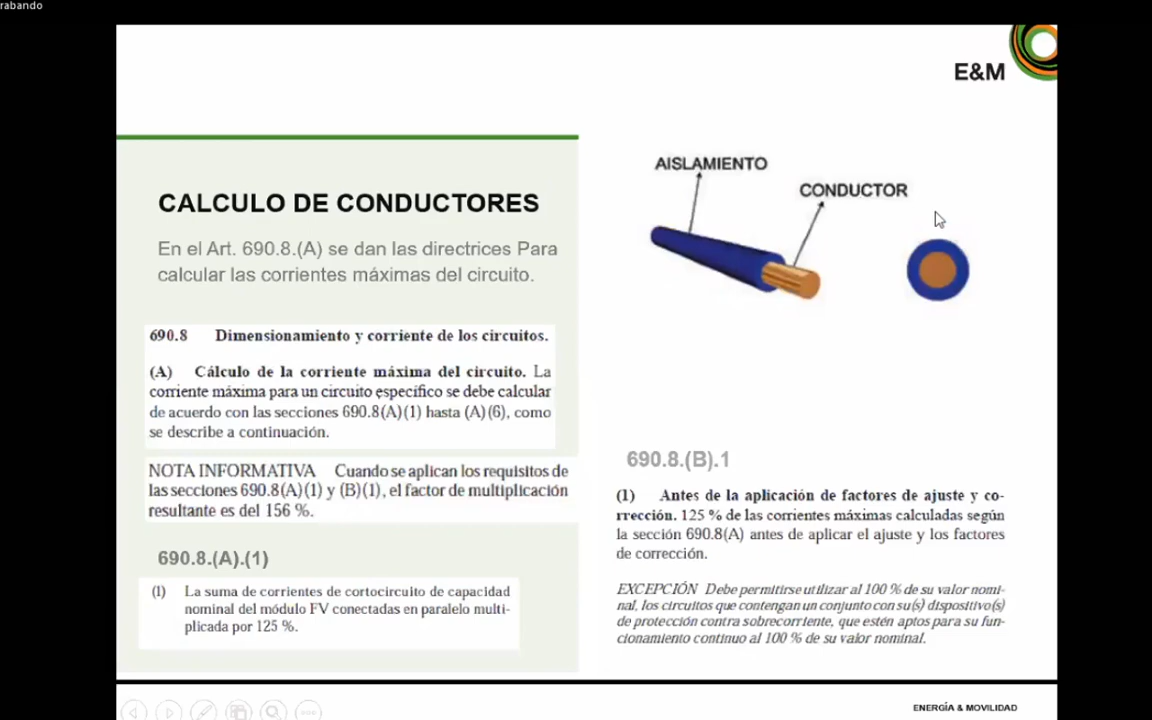 rabando
E&M
CALCULO DE CONDUCTORES
En el Art. 690.8.(A) se dan las directrices Para
calcular las corrientes máximas del circuito.
690.8 Dimensionamiento y corriente de los circuitos.
(A) Cálculo de la corriente máxima del circuito. La
corriente máxima para un circuito específico se debe calcular
de acuerdo con las secciones 690.8(A)(1) hasta (A)(6), como
se describe a continuación.
NOTA INFORMATIVA Cuando se aplican los requisitos de
las secciones 690.8(A)(1) y (B)(1), el factor de multiplicación
resultante es del 156 %.
690.8.(A).(1)
(1) La suma de corrientes de cortocircuito de capacidad
nominal del módulo FV conectadas en paralelo multi-
plicada por 125 %.
AISLAMIENTO
CONDUCTOR
690.8.(B).1
(1) Antes de la aplicación de factores de ajuste y co-
rrección. 125 % de las corrientes máximas calculadas según
la sección 690.8(A) antes de aplicar el ajuste y los factores
de corrección.
EXCEPCIÓN Debe permitirse utilizar al 100 % de su valor nomi-
nal, los circuitos que contengan un conjunto con su(s) dispositivo(s)
de protección contra sobrecorriente, que estén aptos para su fun-
cionamiento continuo al 100 % de su valor nominal.
ENERGÍA & MOVILIDAD